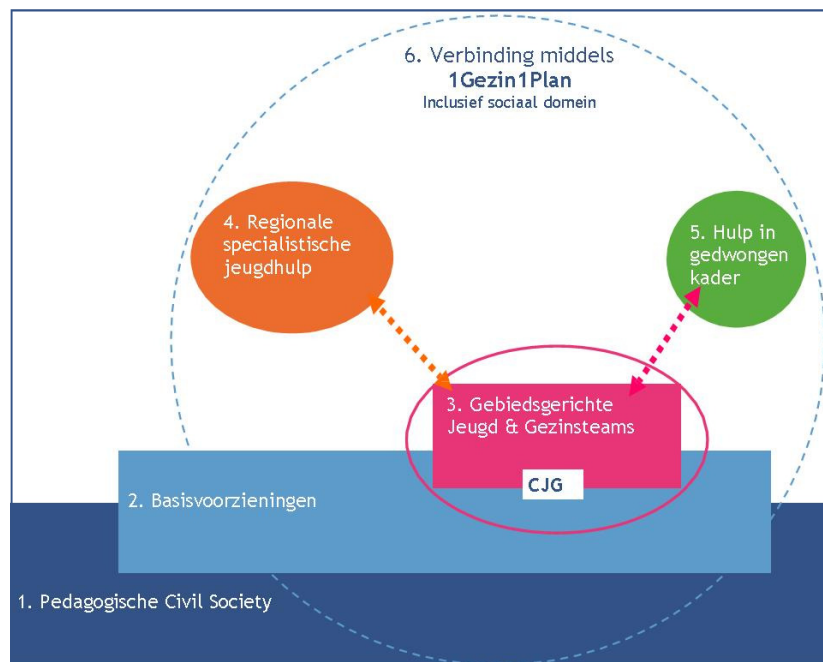 6. Verbinding middels
1Gezin1Plan
Inclusief sociaal domein
4. Regionale
specialistische
jeugdhulp
5. Hulp in
gedwongen
kader
3. Gebiedsgerichte
Jeugd & Gezinsteams
CJG
2. Basisvoorzieningen
1. Pedagogische Civil Society